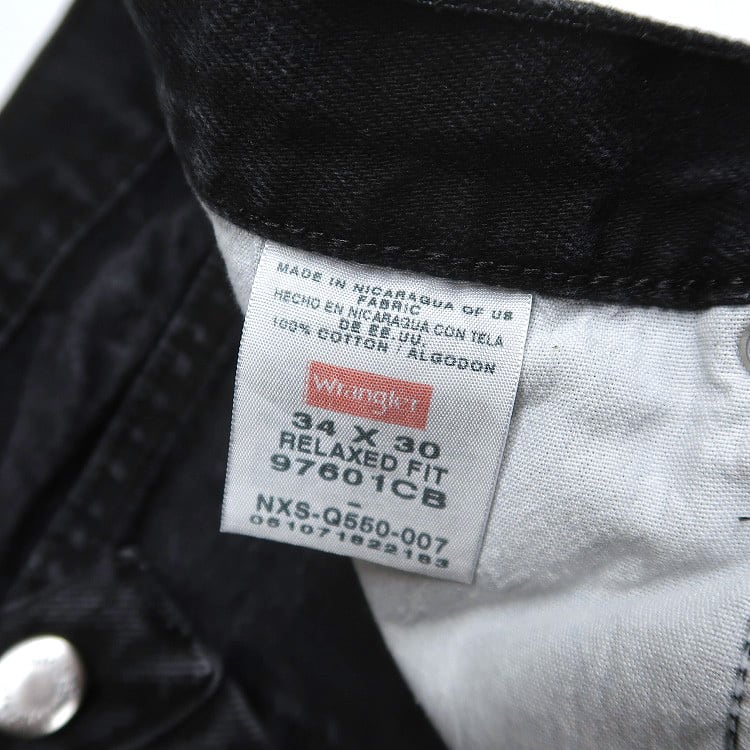 MADE IN NICARAGUA OF US
FABRIC
HECHO EN NICARAGUA CON TELA
DE EE.UU.
100% COTTON / ALGODON
Wrangler
34 X 30
RELAXED FIT
97601CB
-
NXS-Q550-007
051071822183